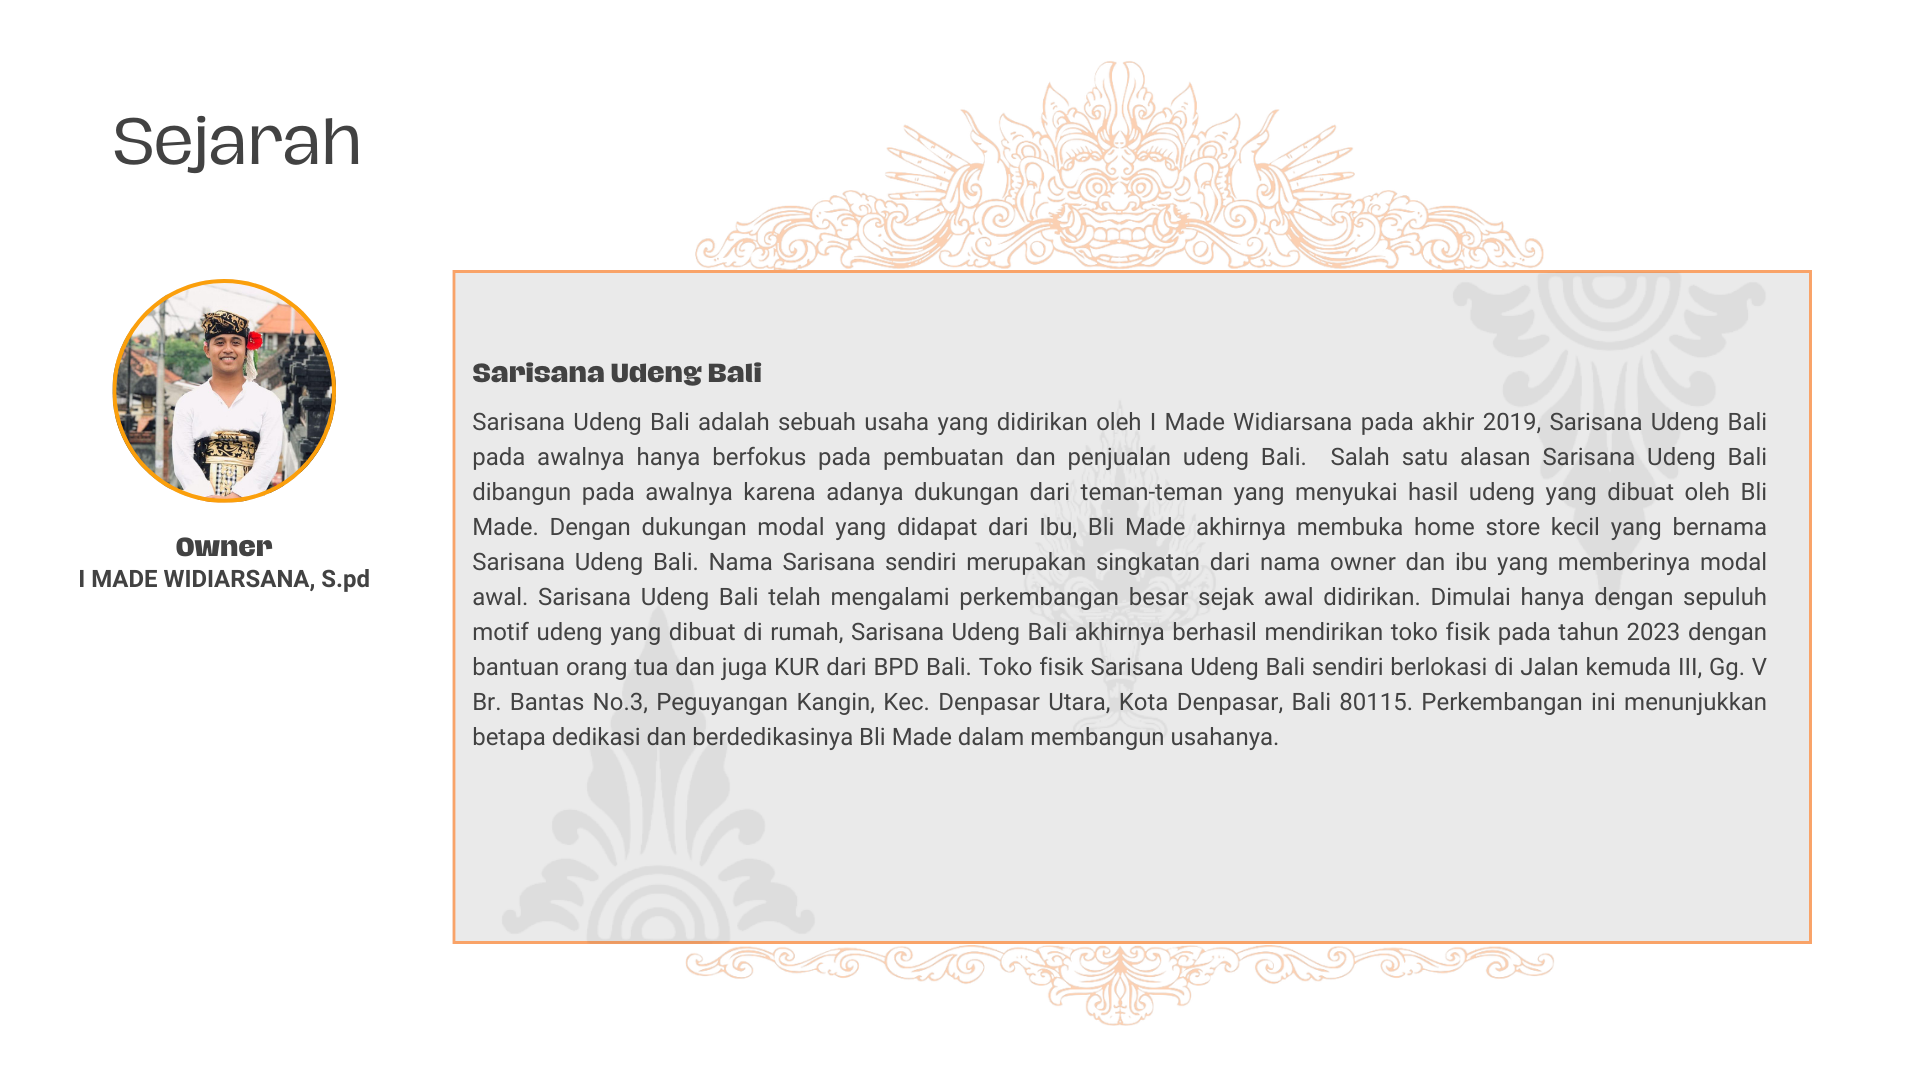 Sejarah
Owner
I MADE WIDIARSANA, S.pd
Sarisana Udeng Bali
Sarisana Udeng Bali adalah sebuah usaha yang didirikan oleh I Made Widiarsana pada akhir 2019, Sarisana Udeng Bali
pada awalnya hanya berfokus pada pembuatan dan penjualan udeng Bali.  Salah satu alasan Sarisana Udeng Bali
dibangun pada awalnya karena adanya dukungan dari teman-teman yang menyukai hasil udeng yang dibuat oleh Bli
Made. Dengan dukungan modal yang didapat dari Ibu, Bli Made akhirnya membuka home store kecil yang bernama
Sarisana Udeng Bali. Nama Sarisana sendiri merupakan singkatan dari nama owner dan ibu yang memberinya modal
awal. Sarisana Udeng Bali telah mengalami perkembangan besar sejak awal didirikan. Dimulai hanya dengan sepuluh
motif udeng yang dibuat di rumah, Sarisana Udeng Bali akhirnya berhasil mendirikan toko fisik pada tahun 2023 dengan
bantuan orang tua dan juga KUR dari BPD Bali. Toko fisik Sarisana Udeng Bali sendiri berlokasi di Jalan kemuda III, Gg. V
Br. Bantas No.3, Peguyangan Kangin, Kec. Denpasar Utara, Kota Denpasar, Bali 80115. Perkembangan ini menunjukkan
betapa dedikasi dan berdedikasinya Bli Made dalam membangun usahanya.